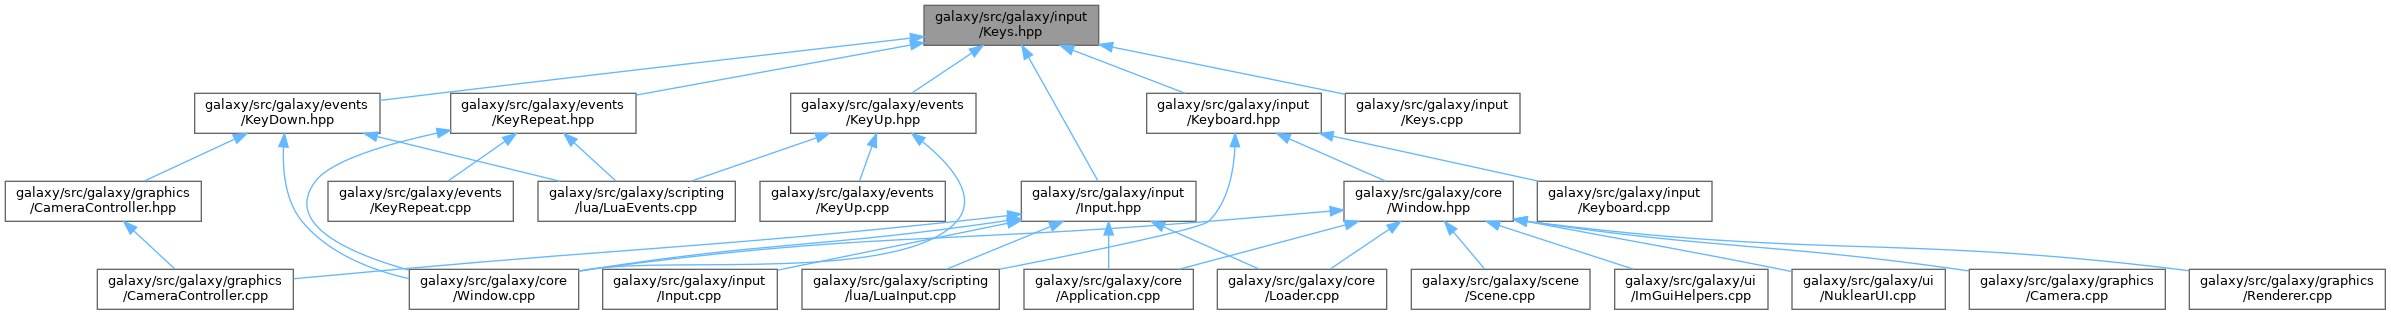 galaxy/src/galaxy/input
/Keys.hpp
galaxy/src/galaxy/events
/KeyDown.hpp
galaxy/src/galaxy/events
/KeyRepeat.hpp
galaxy/src/galaxy/events
/KeyUp.hpp
galaxy/src/galaxy/input
/Keyboard.hpp
galaxy/src/galaxy/input
/Keys.cpp
galaxy/src/galaxy/graphics
/CameraController.hpp
galaxy/src/galaxy/events
/KeyRepeat.cpp
galaxy/src/galaxy/scripting
/lua/LuaEvents.cpp
galaxy/src/galaxy/events
/KeyUp.cpp
galaxy/src/galaxy/input
/Input.hpp
galaxy/src/galaxy/core
/Window.hpp
galaxy/src/galaxy/input
/Keyboard.cpp
galaxy/src/galaxy/graphics
/CameraController.cpp
galaxy/src/galaxy/core
/Window.cpp
galaxy/src/galaxy/input
/Input.cpp
galaxy/src/galaxy/scripting
/lua/LuaInput.cpp
galaxy/src/galaxy/core
/Application.cpp
galaxy/src/galaxy/core
/Loader.cpp
galaxy/src/galaxy/scene
/Scene.cpp
galaxy/src/galaxy/ui
/ImGuiHelpers.cpp
galaxy/src/galaxy/ui
/NuklearUI.cpp
galaxy/src/galaxy/graphics
/Camera.cpp
galaxy/src/galaxy/graphics
/Renderer.cpp